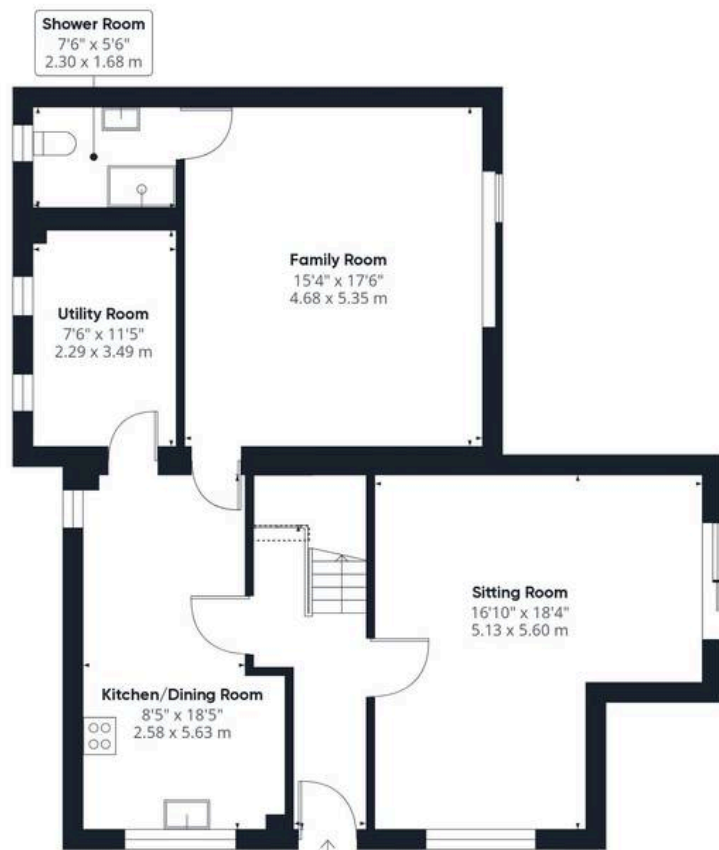 Shower Room
7'6" x 5'6"
2.30 x 1.68 m
Family Room
15'4" x 17'6"
4.68 x 5.35 m
Utility Room
7'6" x 11'5"
2.29 x 3.49 m
Sitting Room
16'10" x 18'4"
5.13 x 5.60 m
Kitchen/Dining Room
8'5" x 18'5"
2.58 x 5.63 m